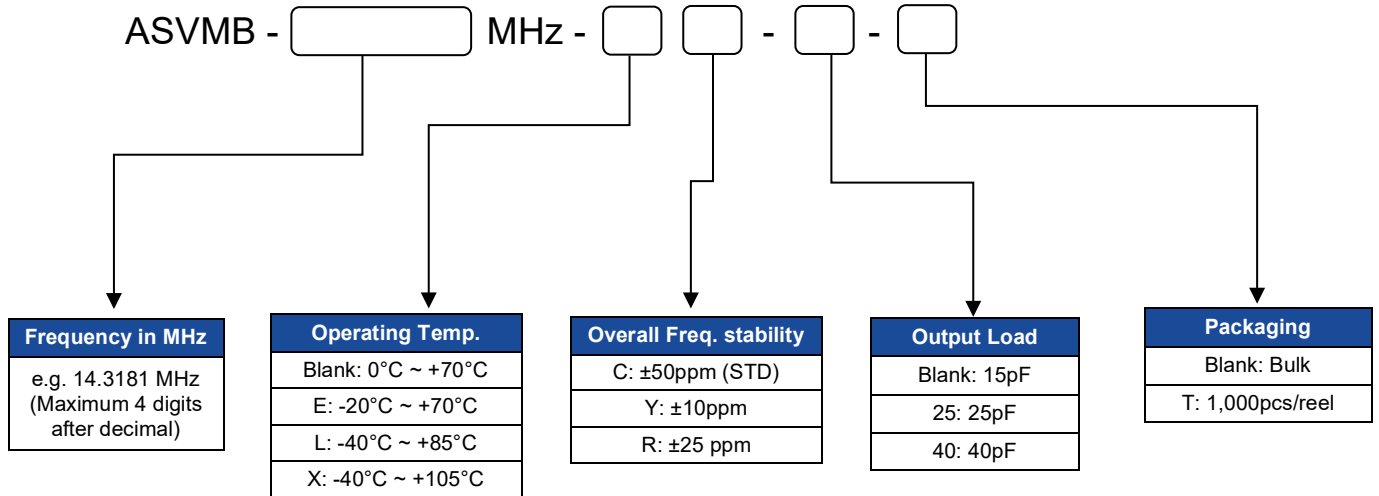 ASVMB - MHz - - -
Frequency in MHz
e.g. 14.3181 MHz
(Maximum 4 digits
after decimal)
Operating Temp.
Blank: 0°C ~ +70°C
E: -20°C ~ +70°C
L: -40°C ~ +85°C
X: -40°C ~ +105°C
Overall Freq. stability
C: ±50ppm (STD)
Y: ±10ppm
R: ±25 ppm
Output Load
Blank: 15pF
25: 25pF
40: 40pF
Packaging
Blank: Bulk
T: 1,000pcs/reel